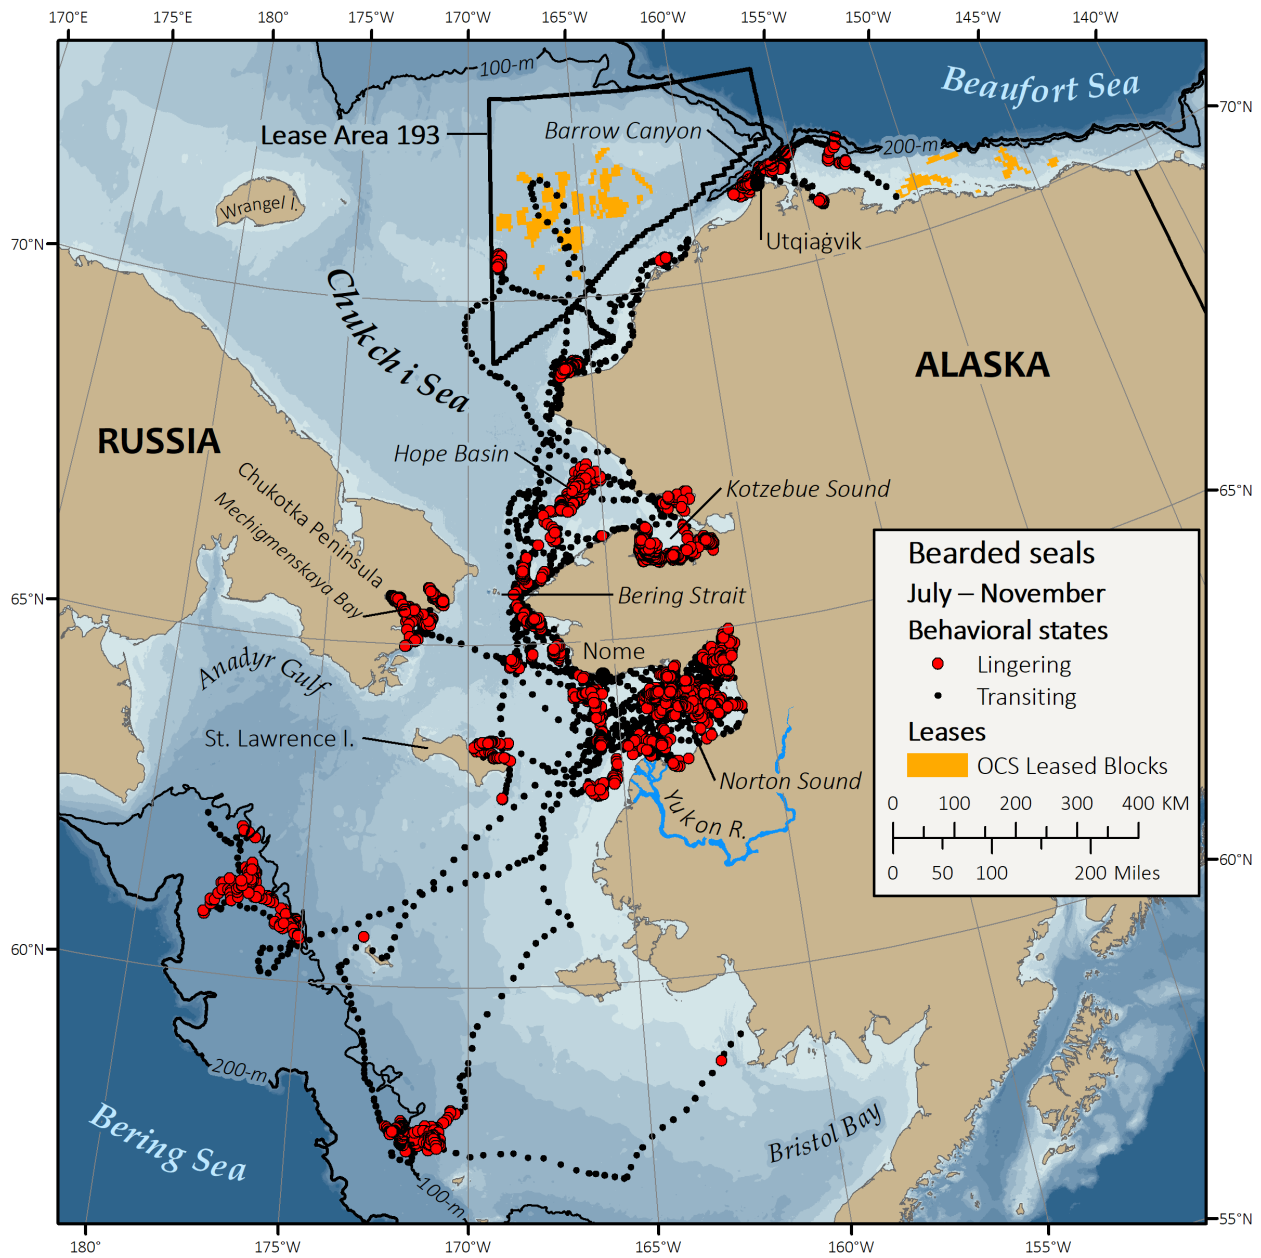 170°E 175°E 180° 175°W 170°W 165°W 160°W 155°W 150°W 145°W 140°W
100-m
Beaufort Sea
70°N
Lease Area 193
Barrow Canyon
200-m
Wrangel I.
70°N
Utqiaġvik
Chukchi Sea
ALASKA
RUSSIA
Hope Basin
Kotzebue Sound
65°N
Chukotka Peninsula
Mechigmenskaya Bay
Bering Strait
65°N
Nome
Anadyr Gulf
St. Lawrence I.
Norton Sound
Yukon R.
Bearded seals
July – November
Behavioral states
Lingering
Transiting
Leases
OCS Leased Blocks
0 100 200 300 400 KM
0 50 100 200 Miles
60°N
60°N
200-m
Bering Sea
Bristol Bay
100-m
55°N
180° 175°W 170°W 165°W 160°W 155°W